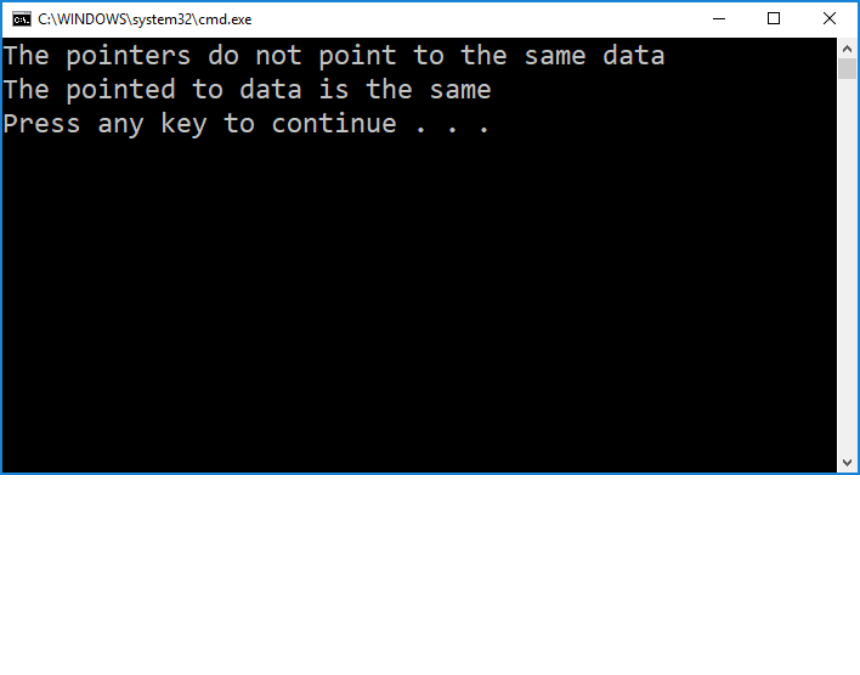 C:\WINDOWS\system32\cmd.exe
The pointers do not point to the same data
The pointed to data is the same
Press any key to continue . . .